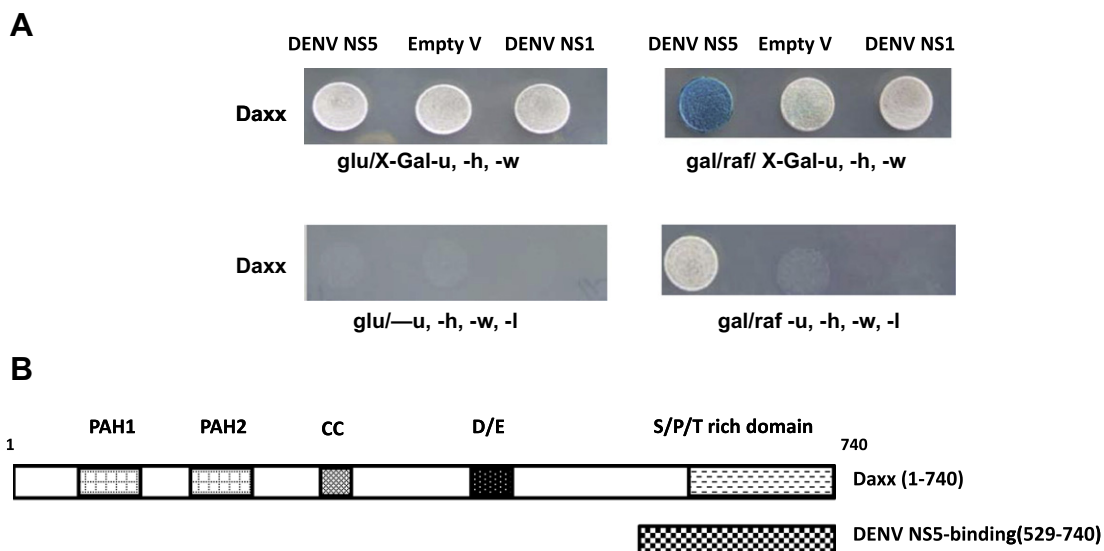 A
DENV NS5 Empty V DENV NS1 DENV NS5 Empty V DENV NS1
Daxx
glu/X-Gal-u, -h, -w gal/raf/ X-Gal-u, -h, -w
Daxx
glu/—u, -h, -w, -l gal/raf -u, -h, -w, -l
B
PAH1 PAH2 CC D/E S/P/T rich domain
1 740
Daxx (1-740)
DENV NS5-binding(529-740)